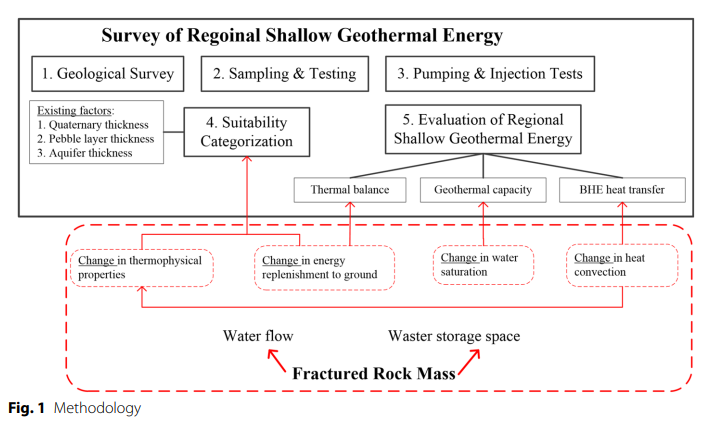 Survey of Regoinal Shallow Geothermal Energy
1. Geological Survey
2. Sampling & Testing
3. Pumping & Injection Tests
Existing factors:
1. Quaternary thickness
2. Pebble layer thickness
3. Aquifer thickness
4. Suitability
Categorization
5. Evaluation of Regional
Shallow Geothermal Energy
Thermal balance
Geothermal capacity
BHE heat transfer
Change in thermophysical
properties
Change in energy
replenishment to ground
Change in water
saturation
Change in heat
convection
Water flow
Waster storage space
Fractured Rock Mass
Fig. 1 Methodology